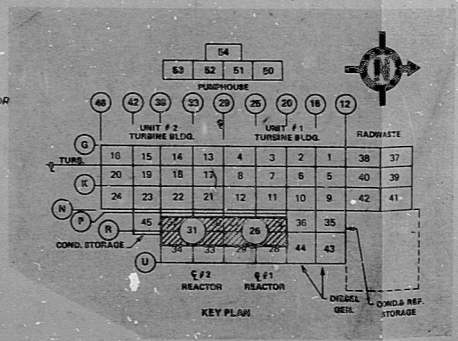 54
53 52 51 50
PUMPHOUSE
N
OR
46 42 38 33 29 25 20 16 12
UNIT #2 TURBINE BLDG.
UNIT #1 TURBINE BLDG.
RADWASTE
G 16 15 14 13 4 3 2 1 38 37
℄ TURB.
K 20 19 18 17 8 7 6 5 40 39
24 23 22 21 12 11 10 9 42 41
N
P
R 45 31 26 36 35
COND. STORAGE
U 34 33 29 28 44 43
℄ #2 REACTOR
℄ #1 REACTOR
DIESEL GEN.
COND. & REF. STORAGE
KEY PLAN